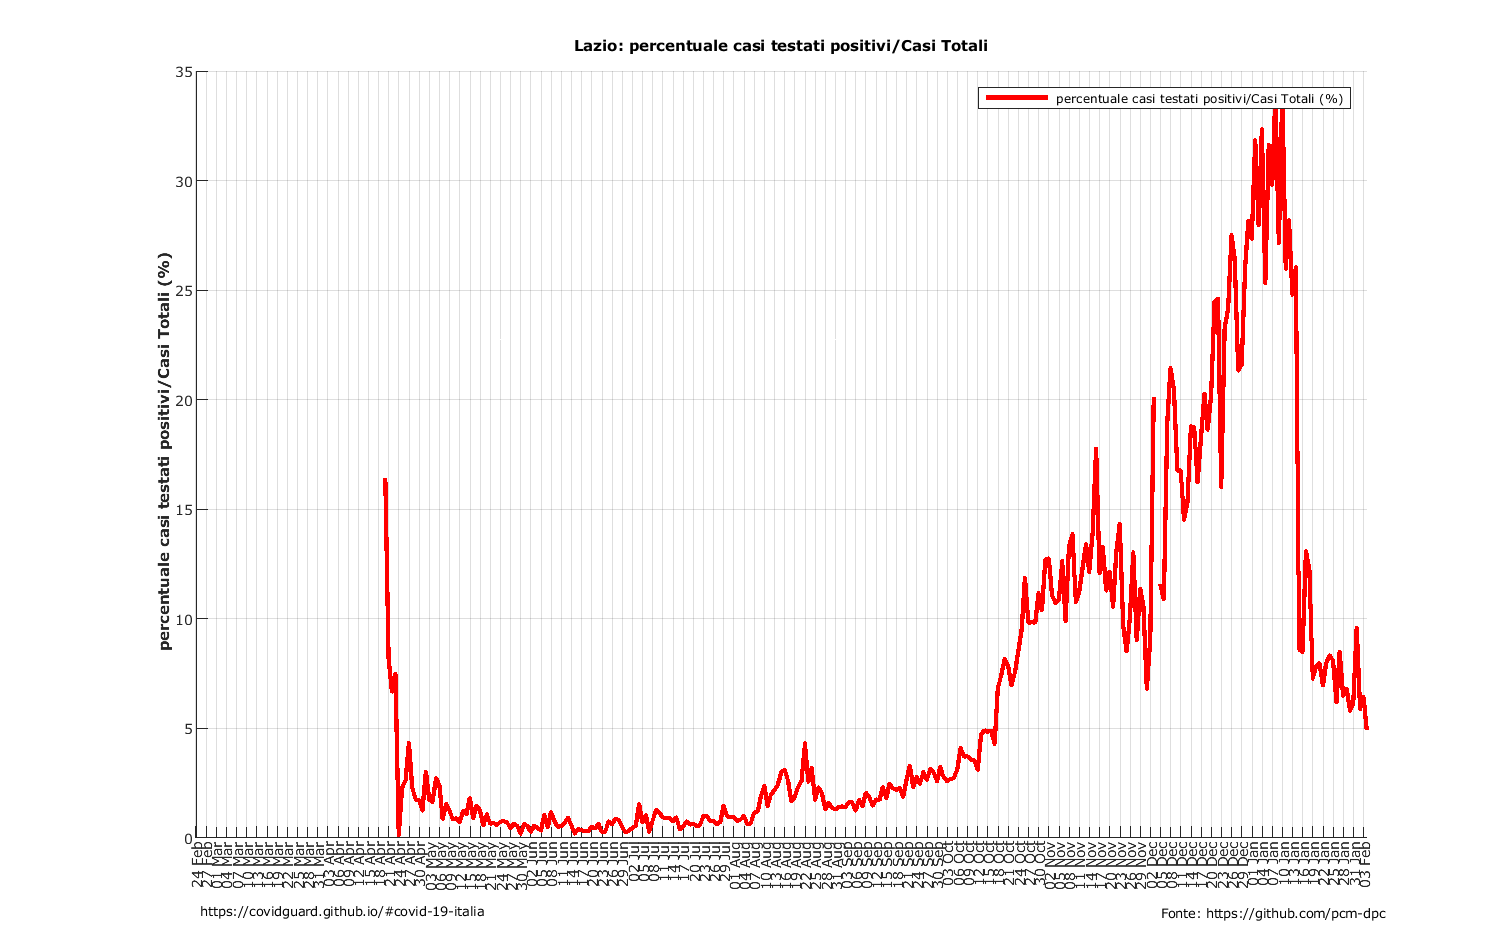 Lazio: percentuale casi testati positivi/Casi Totali
percentuale casi testati positivi/Casi Totali (%)
percentuale casi testati positivi/Casi Totali (%)
35
30
25
20
15
10
5
0
24 Feb
27 Feb
01 Mar
04 Mar
07 Mar
10 Mar
13 Mar
16 Mar
19 Mar
22 Mar
25 Mar
28 Mar
31 Mar
03 Apr
06 Apr
09 Apr
12 Apr
15 Apr
18 Apr
21 Apr
24 Apr
27 Apr
30 Apr
03 May
06 May
09 May
12 May
15 May
18 May
21 May
24 May
27 May
30 May
02 Jun
05 Jun
08 Jun
11 Jun
14 Jun
17 Jun
20 Jun
23 Jun
26 Jun
29 Jun
02 Jul
05 Jul
08 Jul
11 Jul
14 Jul
17 Jul
20 Jul
23 Jul
26 Jul
29 Jul
01 Aug
04 Aug
07 Aug
10 Aug
13 Aug
16 Aug
19 Aug
22 Aug
25 Aug
28 Aug
31 Aug
03 Sep
06 Sep
09 Sep
12 Sep
15 Sep
18 Sep
21 Sep
24 Sep
27 Sep
30 Sep
03 Oct
06 Oct
09 Oct
12 Oct
15 Oct
18 Oct
21 Oct
24 Oct
27 Oct
30 Oct
02 Nov
05 Nov
08 Nov
11 Nov
14 Nov
17 Nov
20 Nov
23 Nov
26 Nov
29 Nov
02 Dec
05 Dec
08 Dec
11 Dec
14 Dec
17 Dec
20 Dec
23 Dec
26 Dec
29 Dec
01 Jan
04 Jan
07 Jan
10 Jan
13 Jan
16 Jan
19 Jan
22 Jan
25 Jan
28 Jan
31 Jan
03 Feb
https://covidguard.github.io/#covid-19-italia
Fonte: https://github.com/pcm-dpc